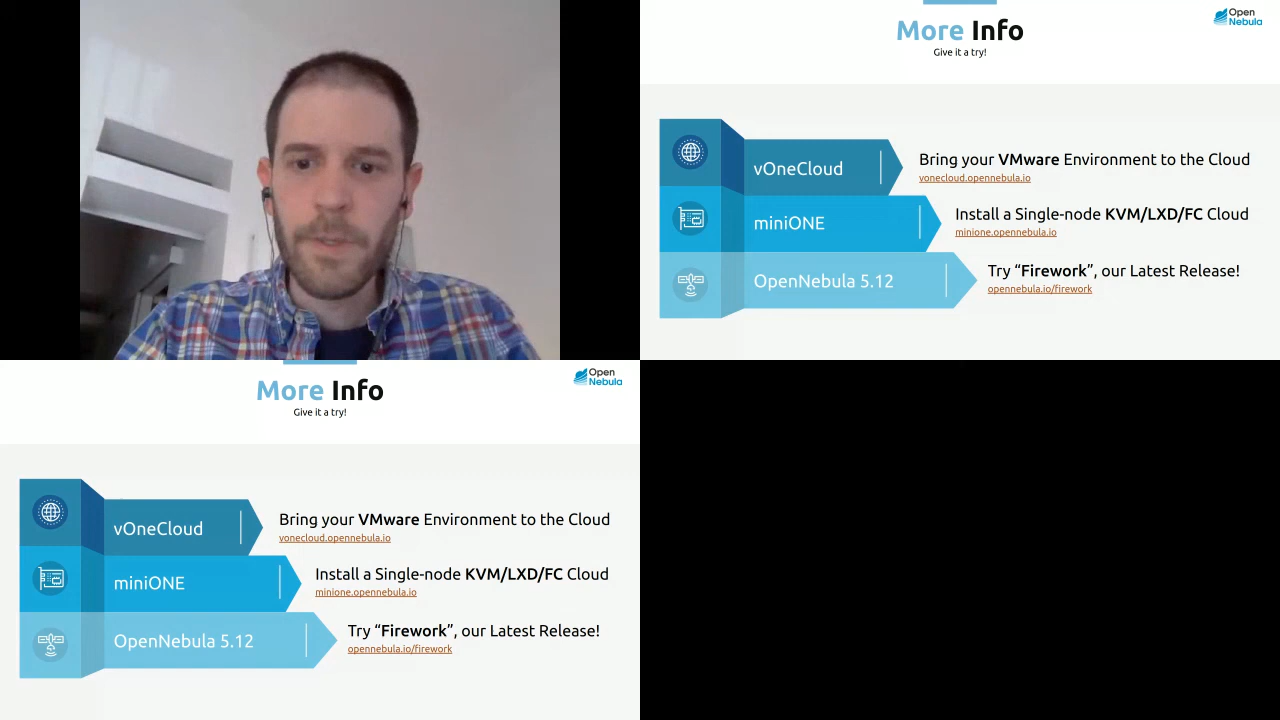 More Info
Give it a try!
Open
Nebula
vOneCloud
Bring your VMware Environment to the Cloud
vonecloud.opennebula.io
miniONE
Install a Single-node KVM/LXD/FC Cloud
minione.opennebula.io
OpenNebula 5.12
Try “Firework”, our Latest Release!
opennebula.io/firework
More Info
Give it a try!
Open
Nebula
vOneCloud
Bring your VMware Environment to the Cloud
vonecloud.opennebula.io
miniONE
Install a Single-node KVM/LXD/FC Cloud
minione.opennebula.io
OpenNebula 5.12
Try “Firework”, our Latest Release!
opennebula.io/firework